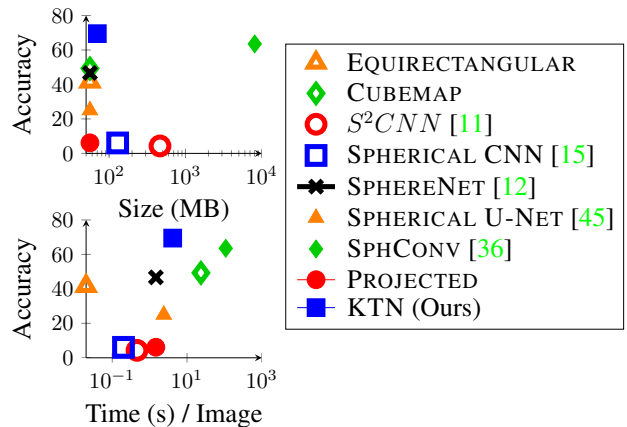 80
60
40
20
0
Accuracy
10^2 10^3 10^4
Size (MB)
80
60
40
20
0
Accuracy
10^-1 10^1 10^3
Time (s) / Image
EQUIRECTANGULAR
CUBEMAP
S^2CNN [11]
SPHERICAL CNN [15]
SPHERENET [12]
SPHERICAL U-NET [45]
SPHCONV [36]
PROJECTED
KTN (Ours)